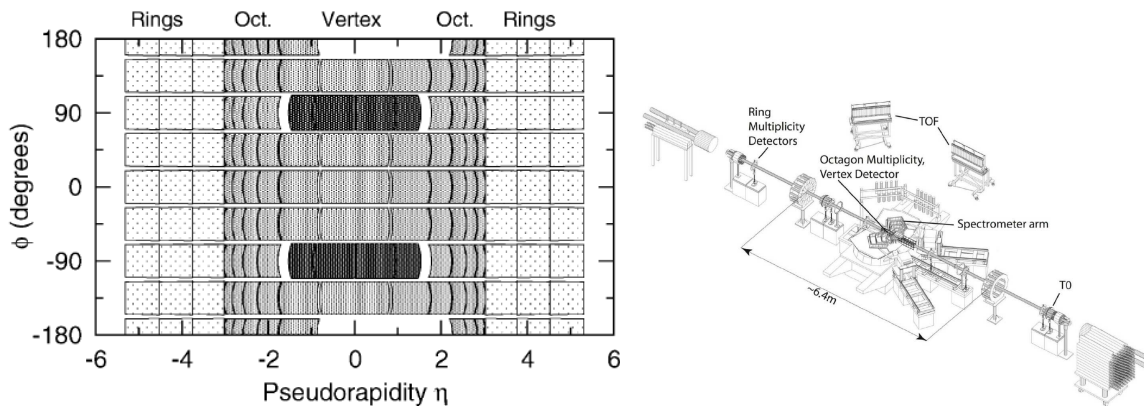 Rings Oct. Vertex Oct. Rings
180
90
0
-90
-180
ϕ (degrees)
-6 -4 -2 0 2 4 6
Pseudorapidity η
Ring
Multiplicity
Detectors
TOF
Octagon Multiplicity,
Vertex Detector
Spectrometer arm
~6.4m
T0